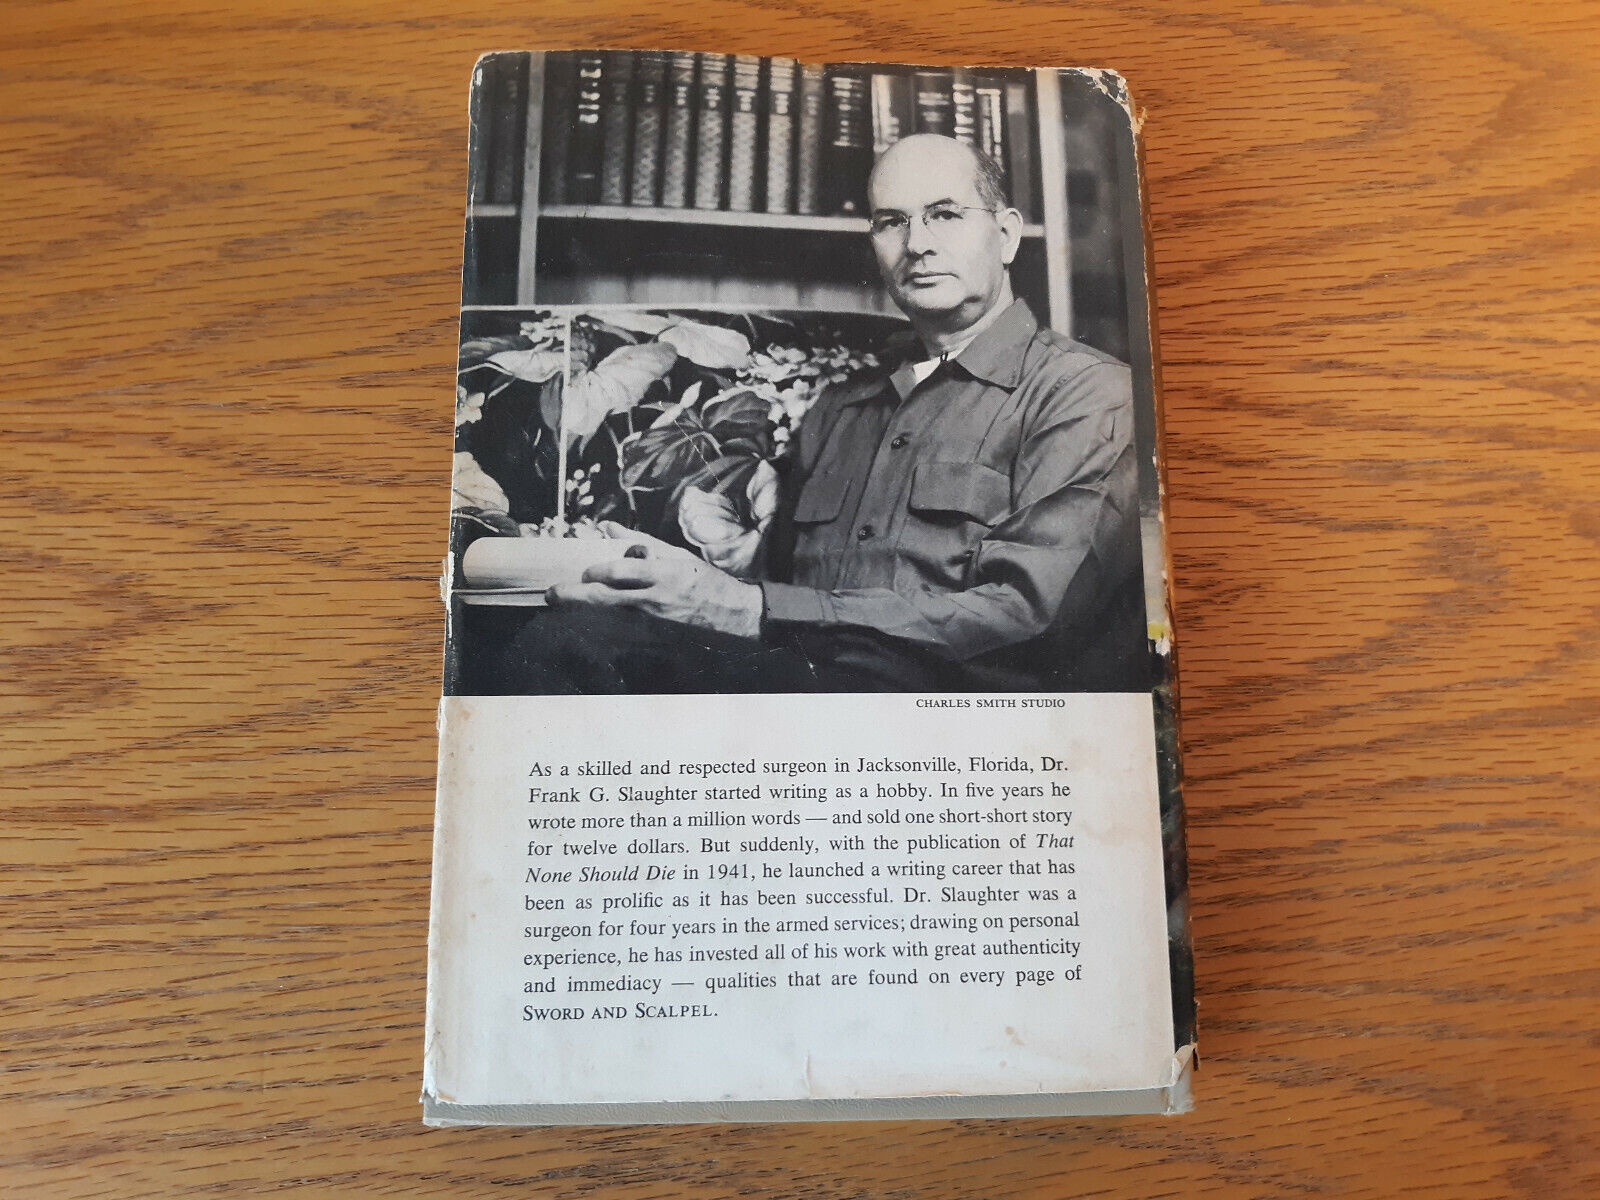 CHARLES SMITH STUDIO
As a skilled and respected surgeon in Jacksonville, Florida, Dr.
Frank G. Slaughter started writing as a hobby. In five years he
wrote more than a million words — and sold one short-short story
for twelve dollars. But suddenly, with the publication of That
None Should Die in 1941, he launched a writing career that has
been as prolific as it has been successful. Dr. Slaughter was a
surgeon for four years in the armed services; drawing on personal
experience, he has invested all of his work with great authenticity
and immediacy — qualities that are found on every page of
SWORD AND SCALPEL.